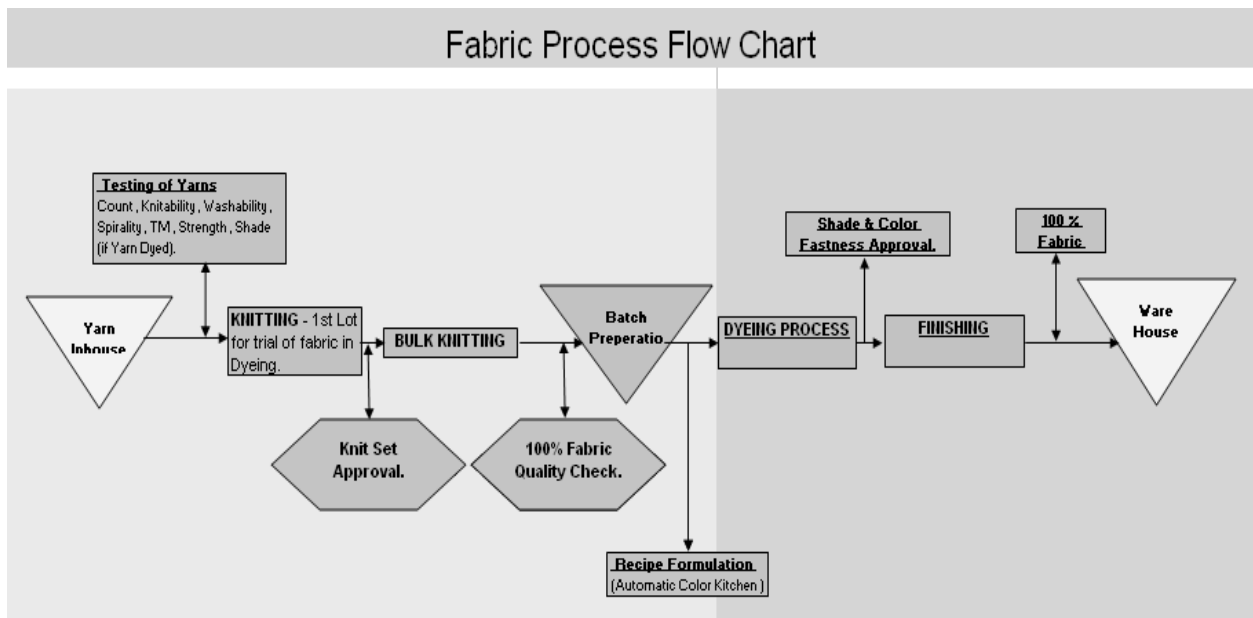 Fabric Process Flow Chart
Testing of Yarns
Count, Knitability, Washability,
Spirality, TM, Strength, Shade
(if Yarn Dyed).
Yarn
Inhouse
KNITTING - 1st Lot
for trial of fabric in
Dyeing.
Knit Set
Approval.
BULK KNITTING
100% Fabric
Quality Check.
Batch
Preperatio
Recipe Formulation
(Automatic Color Kitchen)
DYEING PROCESS
Shade & Color
Fastness Approval.
FINISHING
100 %
Fabric
Ware
House